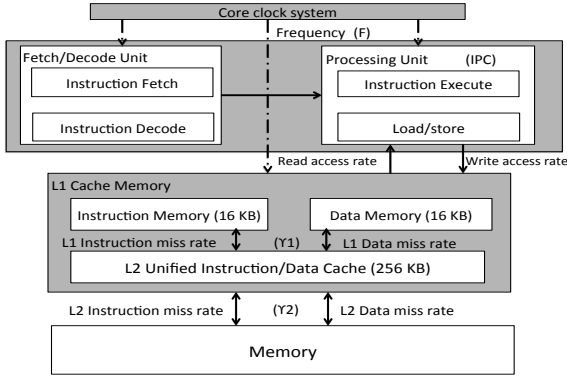 Core clock system
Frequency (F)
Fetch/Decode Unit
Instruction Fetch
Instruction Decode
Processing Unit (IPC)
Instruction Execute
Load/store
Read access rate
Write access rate
L1 Cache Memory
Instruction Memory (16 KB)
Data Memory (16 KB)
L1 Instruction miss rate (ϒ1) L1 Data miss rate
L2 Unified Instruction/Data Cache (256 KB)
L2 Instruction miss rate (ϒ2) L2 Data miss rate
Memory